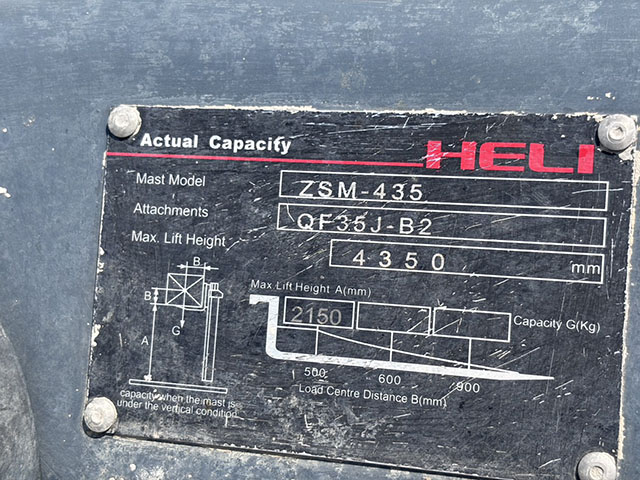 Actual Capacity HELI
Mast Model ZSM-435
Attachments QF35J-B2
Max. Lift Height 4350 mm
B
B
G
A
Max.Lift Height A(mm)
2150 Capacity G(Kg)
500 600 900
Load Centre Distance B(mm)
capacity when the mast is
under the vertical condition